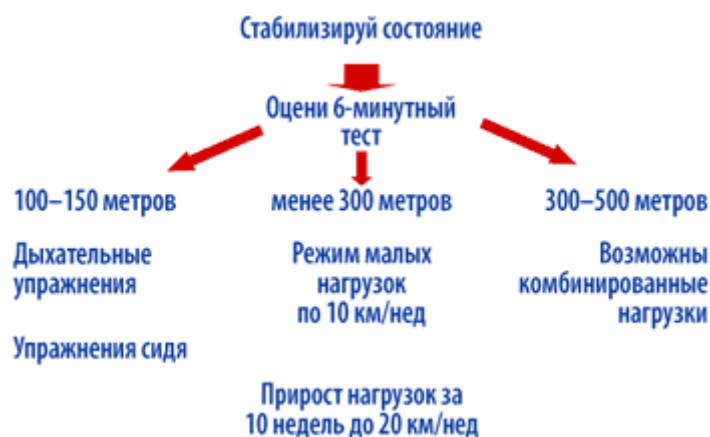 Стабилизируй состояние
Оцени 6-минутный
тест
100–150 метров
Дыхательные
упражнения
Упражнения сидя
менее 300 метров
Режим малых
нагрузок
по 10 км/нед
Прирост нагрузок за
10 недель до 20 км/нед
300–500 метров
Возможны
комбинированные
нагрузки